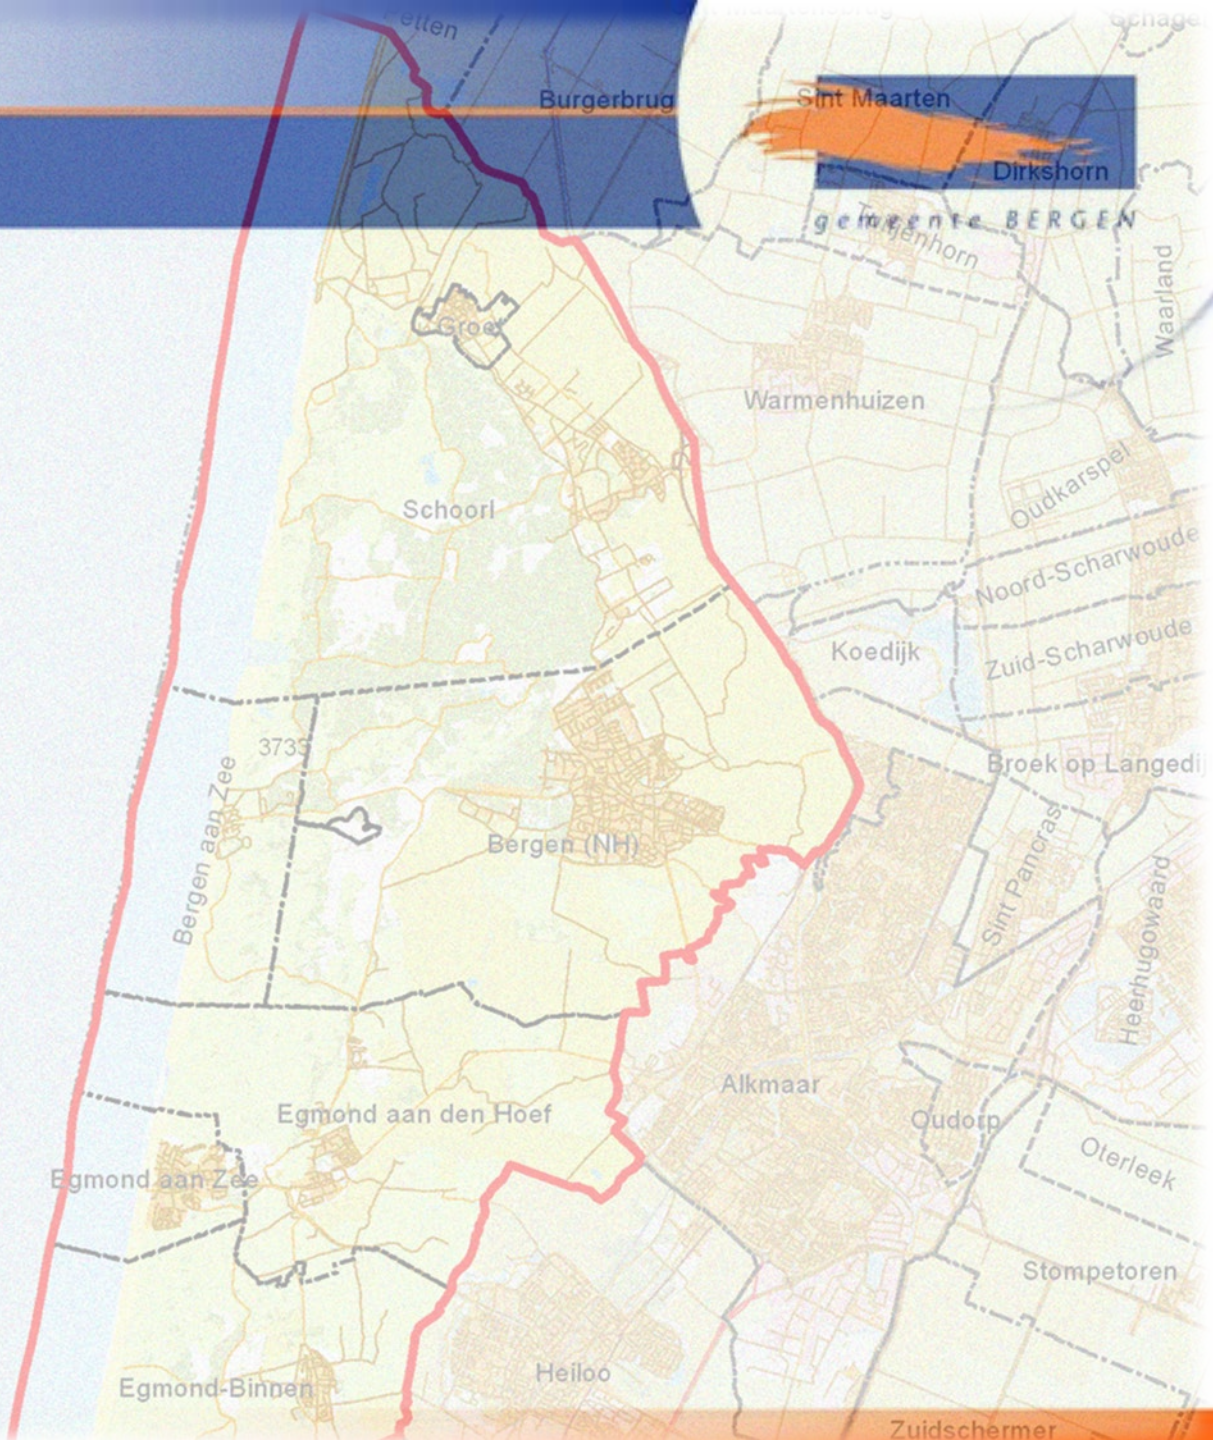 Petten
Schage
Burgerbrug
Sint Maarten
Dirkshorn
gemeente BERGEN
Tuitjenhorn
Waarland
Groet
Warmenhuizen
Oudkarspel
Schoorl
Noord-Scharwoude
Koedijk
Zuid-Scharwoude
3735
Broek op Langedij
Bergen aan Zee
Bergen (NH)
Sint Pancras
Heerhugowaard
Alkmaar
Egmond aan den Hoef
Oudorp
Oterleek
Egmond aan Zee
Stompetoren
Heiloo
Egmond-Binnen
Zuidschermer